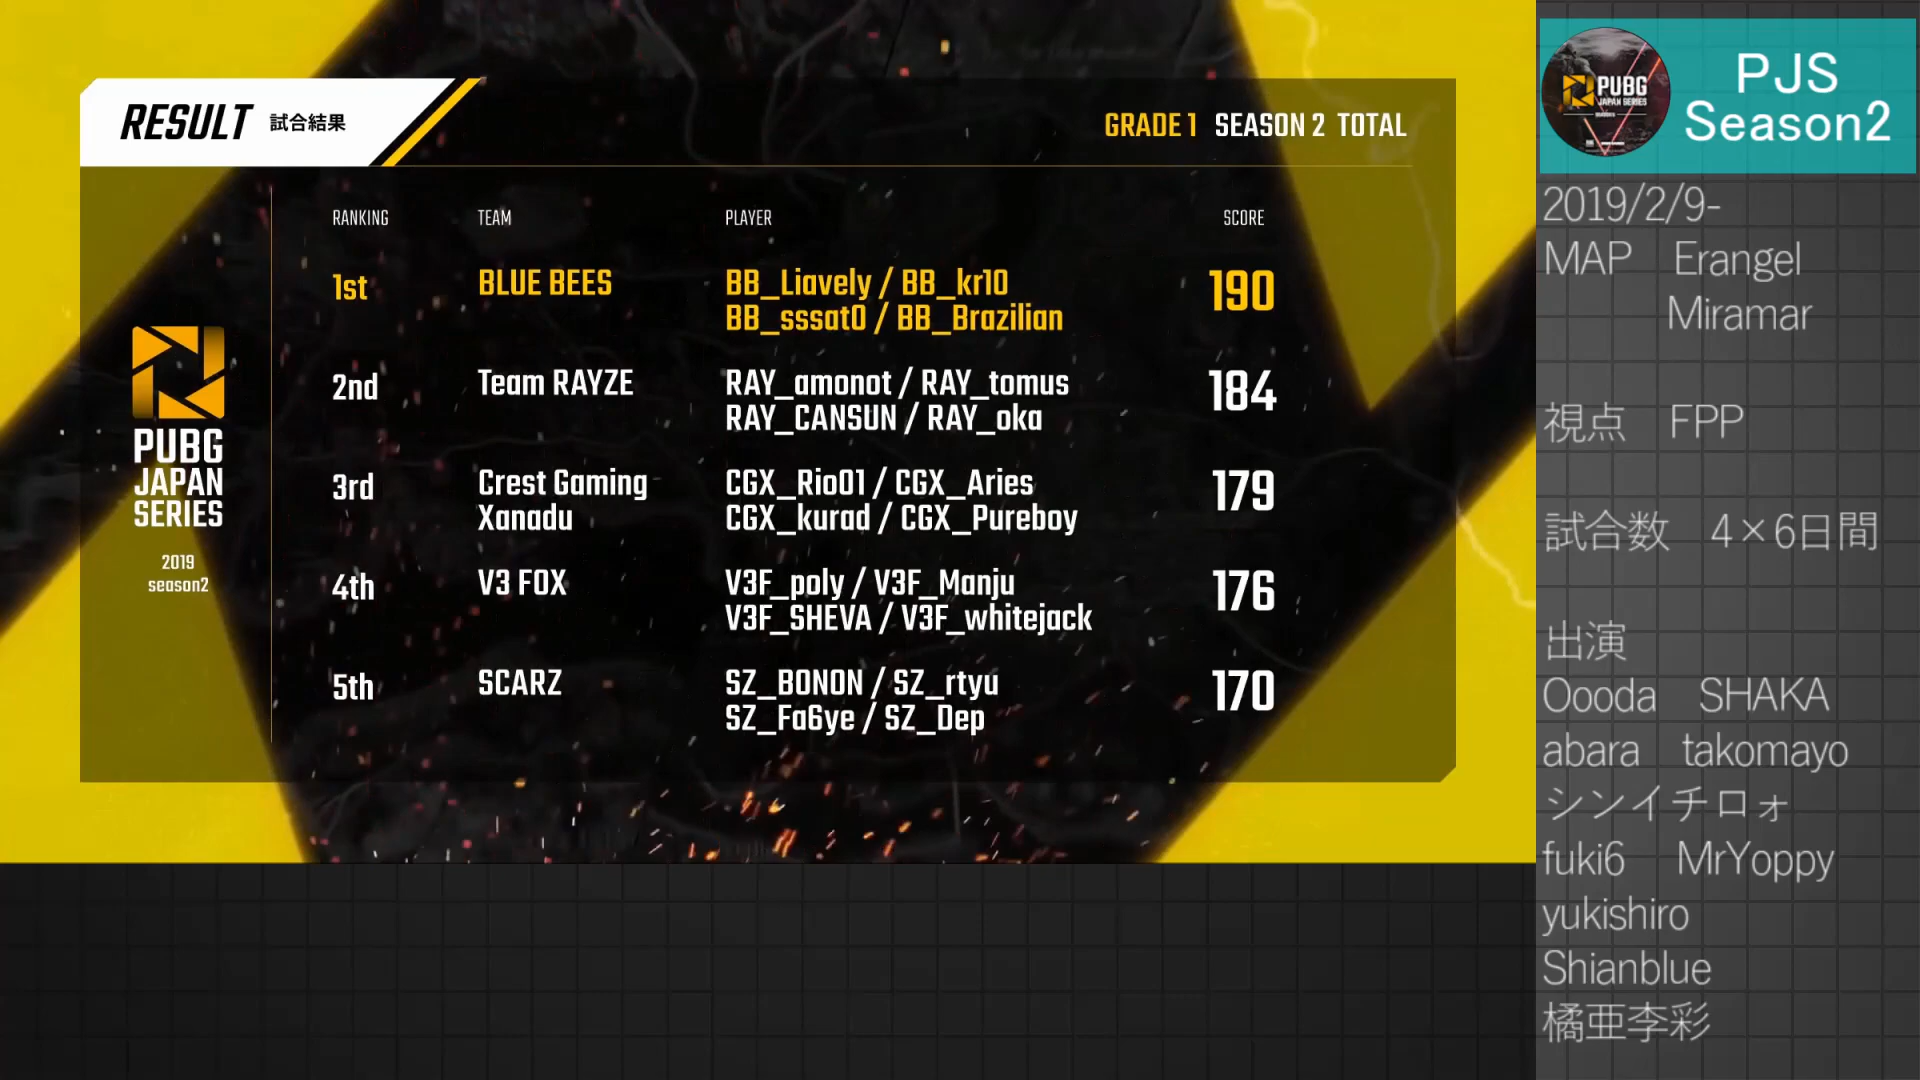 RESULT 試合結果
GRADE 1 SEASON 2 TOTAL
RANKING TEAM PLAYER SCORE
1st BLUE BEES BB_Liavely / BB_kr10 190
BB_sssat0 / BB_Brazilian
2nd Team RAYZE RAY_amonot / RAY_tomus 184
RAY_CANSUN / RAY_oka
3rd Crest Gaming CGX_Rio01 / CGX_Aries 179
Xanadu CGX_kurad / CGX_Pureboy
4th V3 FOX V3F_poly / V3F_Manju 176
V3F_SHEVA / V3F_whitejack
5th SCARZ SZ_BONON / SZ_rtyu 170
SZ_Fa6ye / SZ_Dep
PUBG
JAPAN
SERIES
2019
season2
PUBG
JAPAN SERIES
PJS
Season2
2019/2/9-
MAP Erangel
Miramar
視点 FPP
試合数 4×6日間
出演
Oooda SHAKA
abara takomayo
シンイチロォ
fuki6 MrYoppy
yukishiro
Shianblue
橘亜李彩